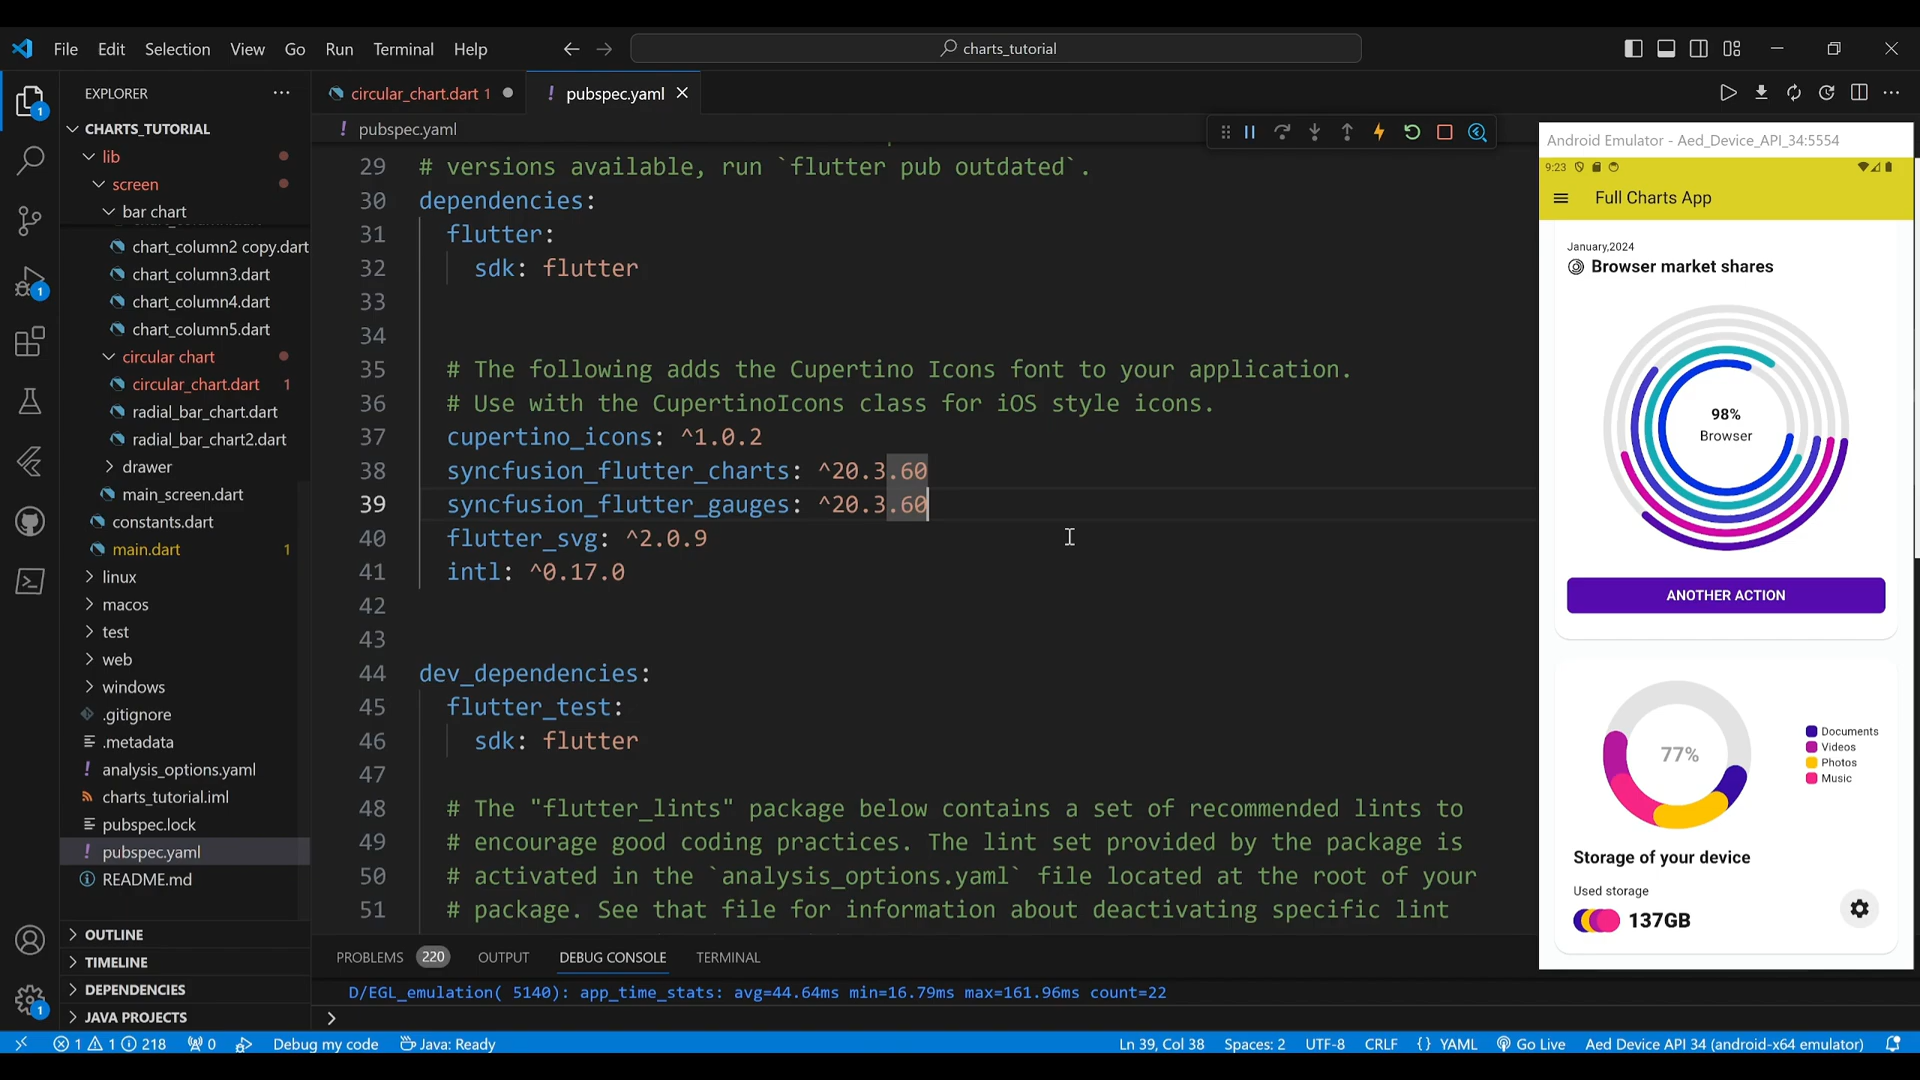 File Edit Selection View Go Run Terminal Help
charts_tutorial
EXPLORER
circular_chart.dart 1
! pubspec.yaml
CHARTS_TUTORIAL
! pubspec.yaml
lib
screen
bar chart
chart_column2 copy.dart
chart_column3.dart
chart_column4.dart
chart_column5.dart
circular chart
circular_chart.dart 1
radial_bar_chart.dart
radial_bar_chart2.dart
drawer
main_screen.dart
constants.dart
main.dart 1
linux
macos
test
web
windows
.gitignore
.metadata
! analysis_options.yaml
charts_tutorial.iml
pubspec.lock
! pubspec.yaml
README.md
OUTLINE
TIMELINE
DEPENDENCIES
JAVA PROJECTS
1
1
1
29 # versions available, run `flutter pub outdated`.
30 dependencies:
31 flutter:
32 sdk: flutter
33
34
35 # The following adds the Cupertino Icons font to your application.
36 # Use with the CupertinoIcons class for iOS style icons.
37 cupertino_icons: ^1.0.2
38 syncfusion_flutter_charts: ^20.3.60
39 syncfusion_flutter_gauges: ^20.3.60
40 flutter_svg: ^2.0.9
41 intl: ^0.17.0
42
43
44 dev_dependencies:
45 flutter_test:
46 sdk: flutter
47
48 # The "flutter_lints" package below contains a set of recommended lints to
49 # encourage good coding practices. The lint set provided by the package is
50 # activated in the `analysis_options.yaml` file located at the root of your
51 # package. See that file for information about deactivating specific lint
PROBLEMS 220 OUTPUT DEBUG CONSOLE TERMINAL
D/EGL_emulation( 5140): app_time_stats: avg=44.64ms min=16.79ms max=161.96ms count=22
Android Emulator - Aed_Device_API_34:5554
9:23
Full Charts App
January,2024
Browser market shares
98%
Browser
ANOTHER ACTION
77%
Documents
Videos
Photos
Music
Storage of your device
Used storage
137GB
1 1 218 0 Debug my code Java: Ready Ln 39, Col 38 Spaces: 2 UTF-8 CRLF {} YAML Go Live Aed Device API 34 (android-x64 emulator)